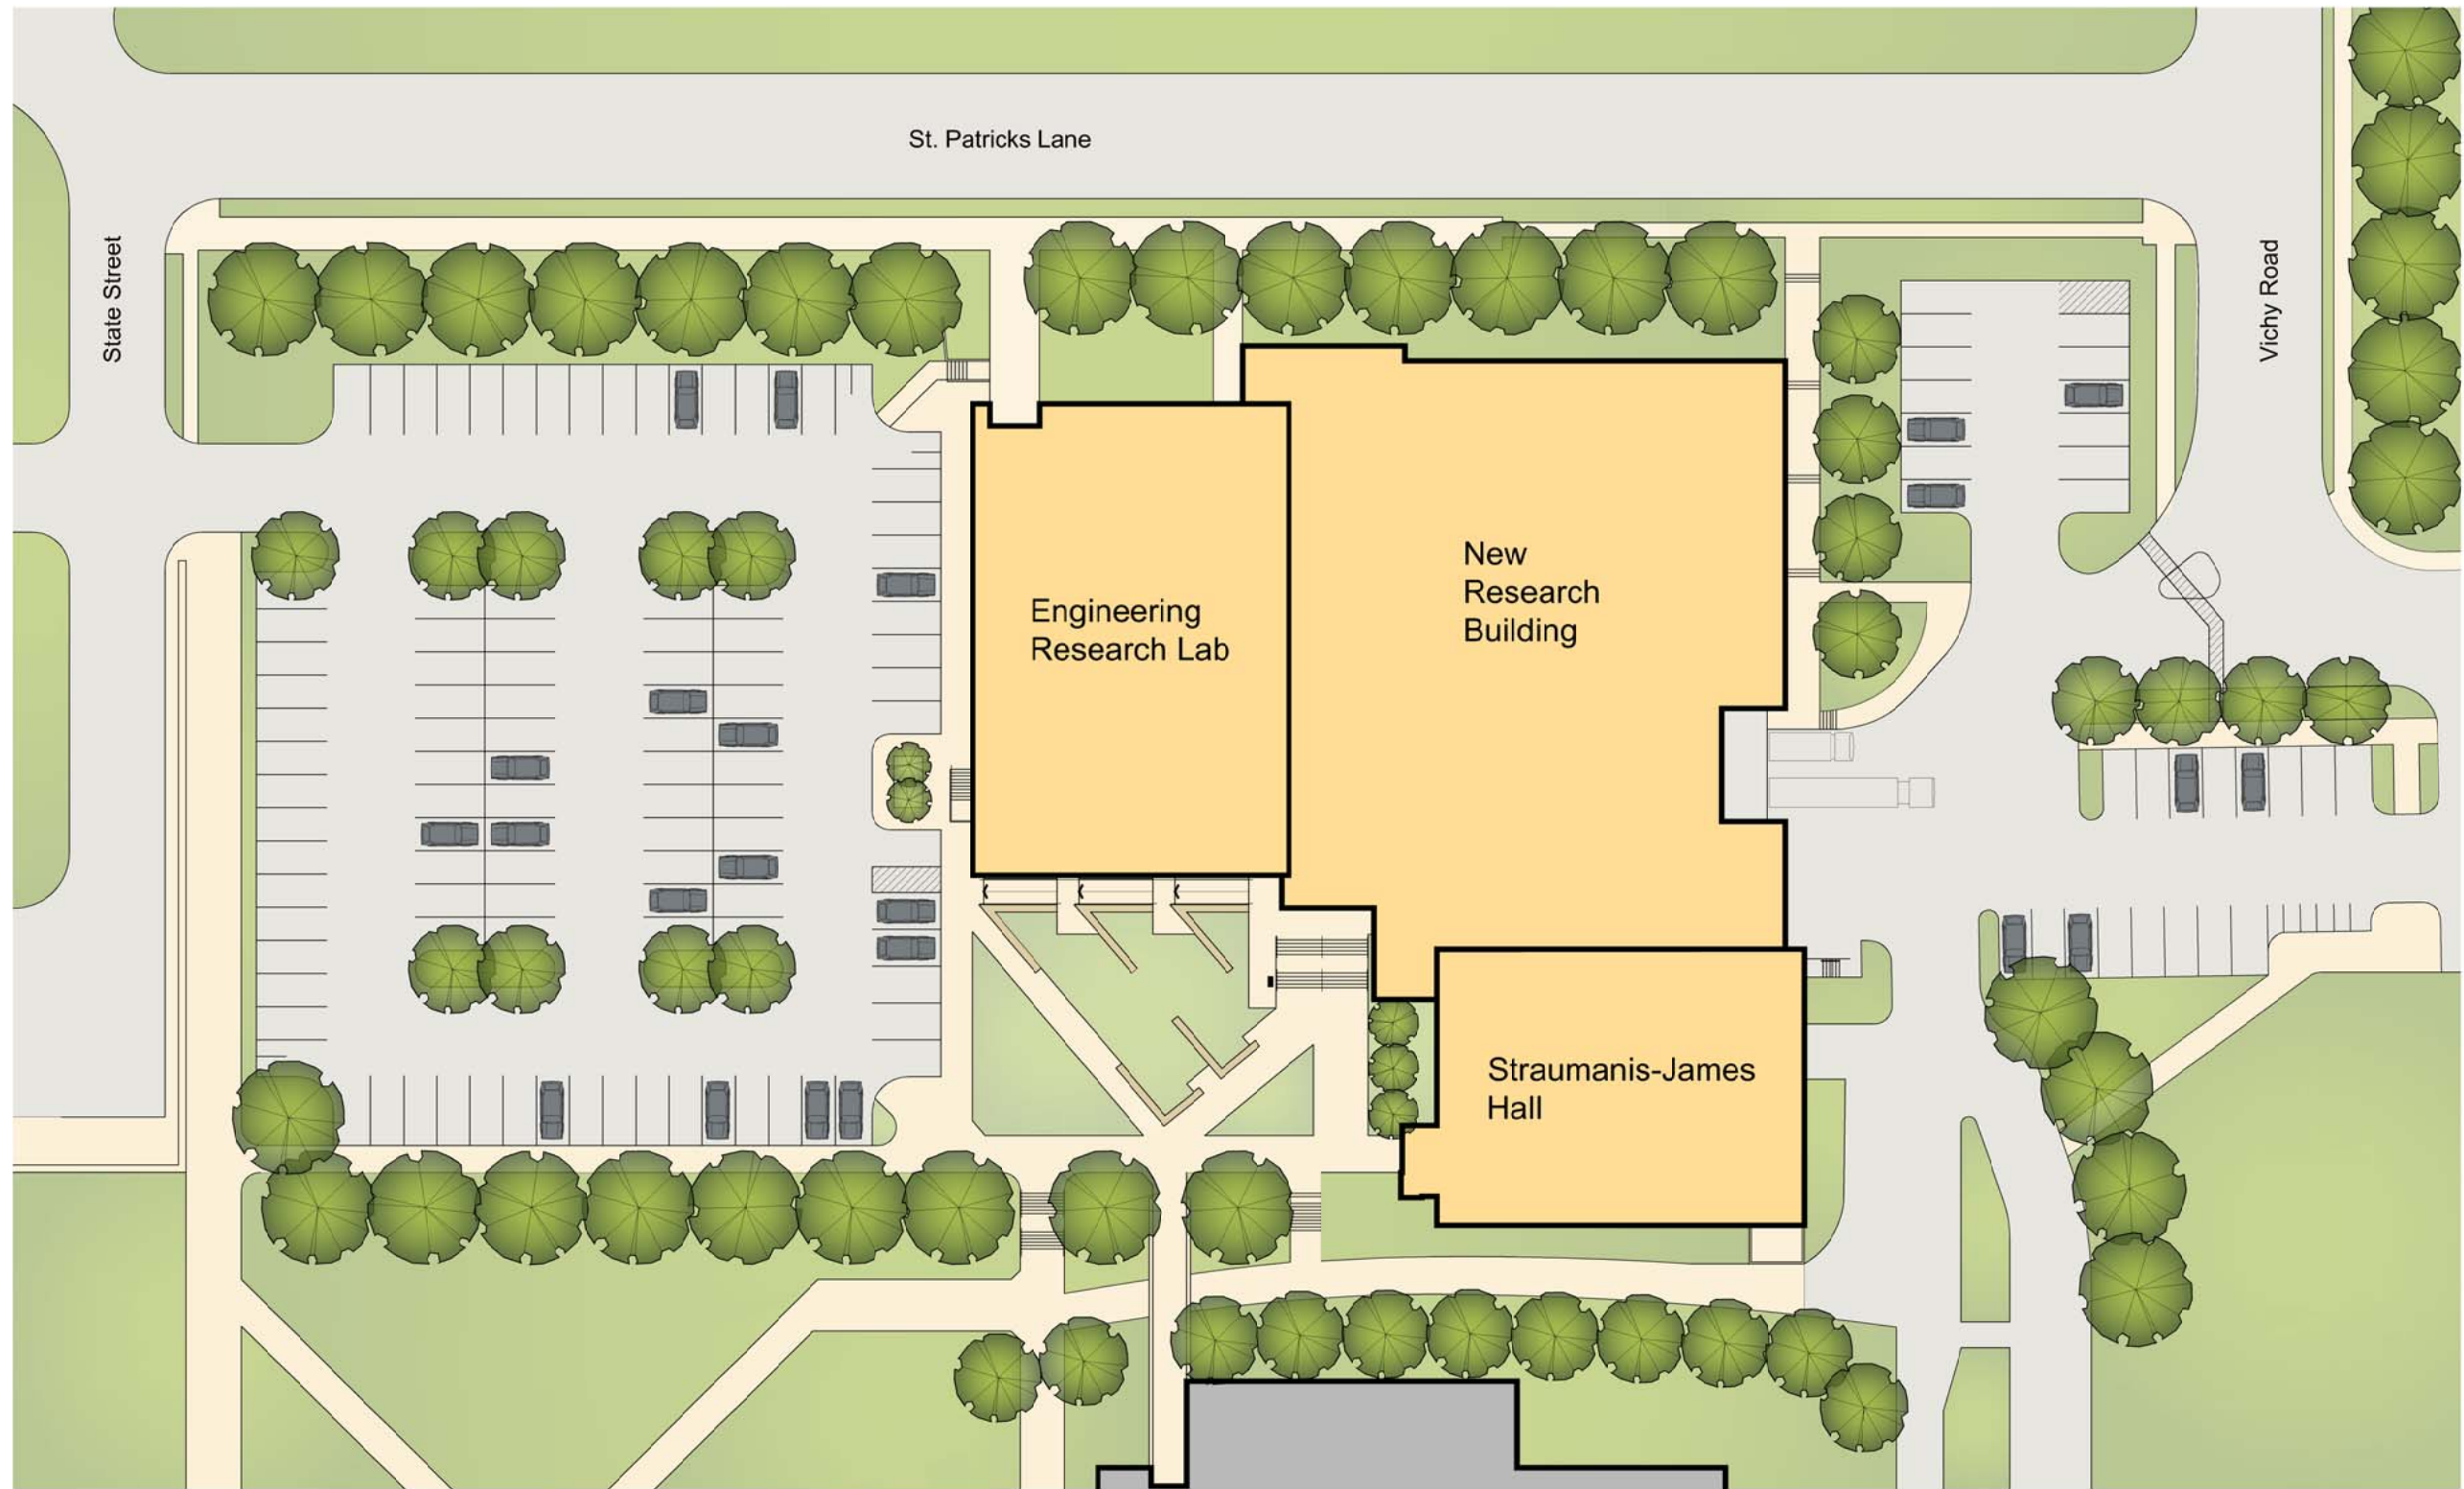 St. Patricks Lane
State Street
Vichy Road
New
Research
Building
Engineering
Research Lab
Straumanis-James
Hall